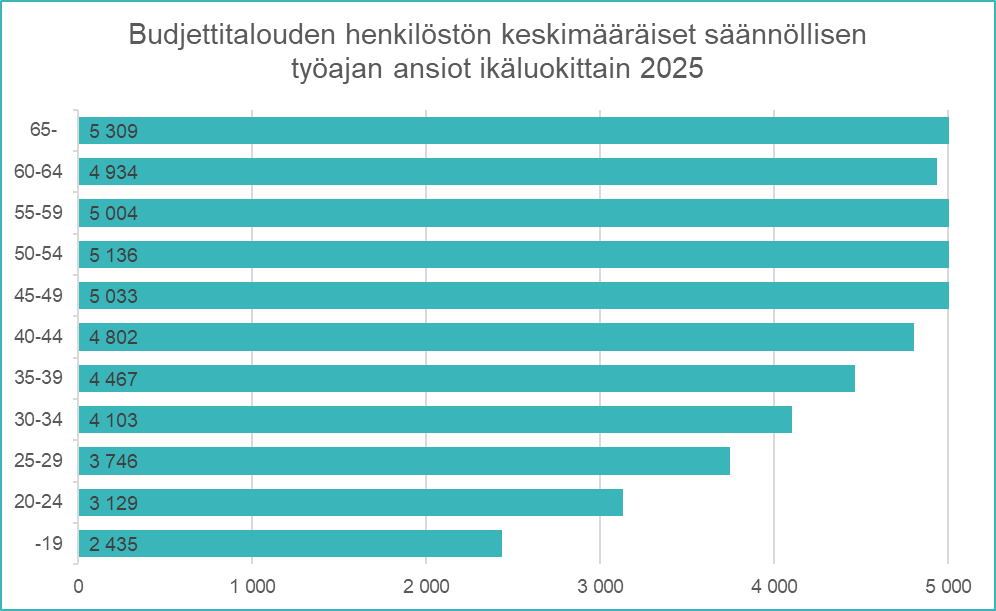 Budjettitalouden henkilöstön keskimääräiset säännöllisen
työajan ansiot ikäluokittain 2025
65- 5 309
60-64 4 934
55-59 5 004
50-54 5 136
45-49 5 033
40-44 4 802
35-39 4 467
30-34 4 103
25-29 3 746
20-24 3 129
-19 2 435
0 1 000 2 000 3 000 4 000 5 000